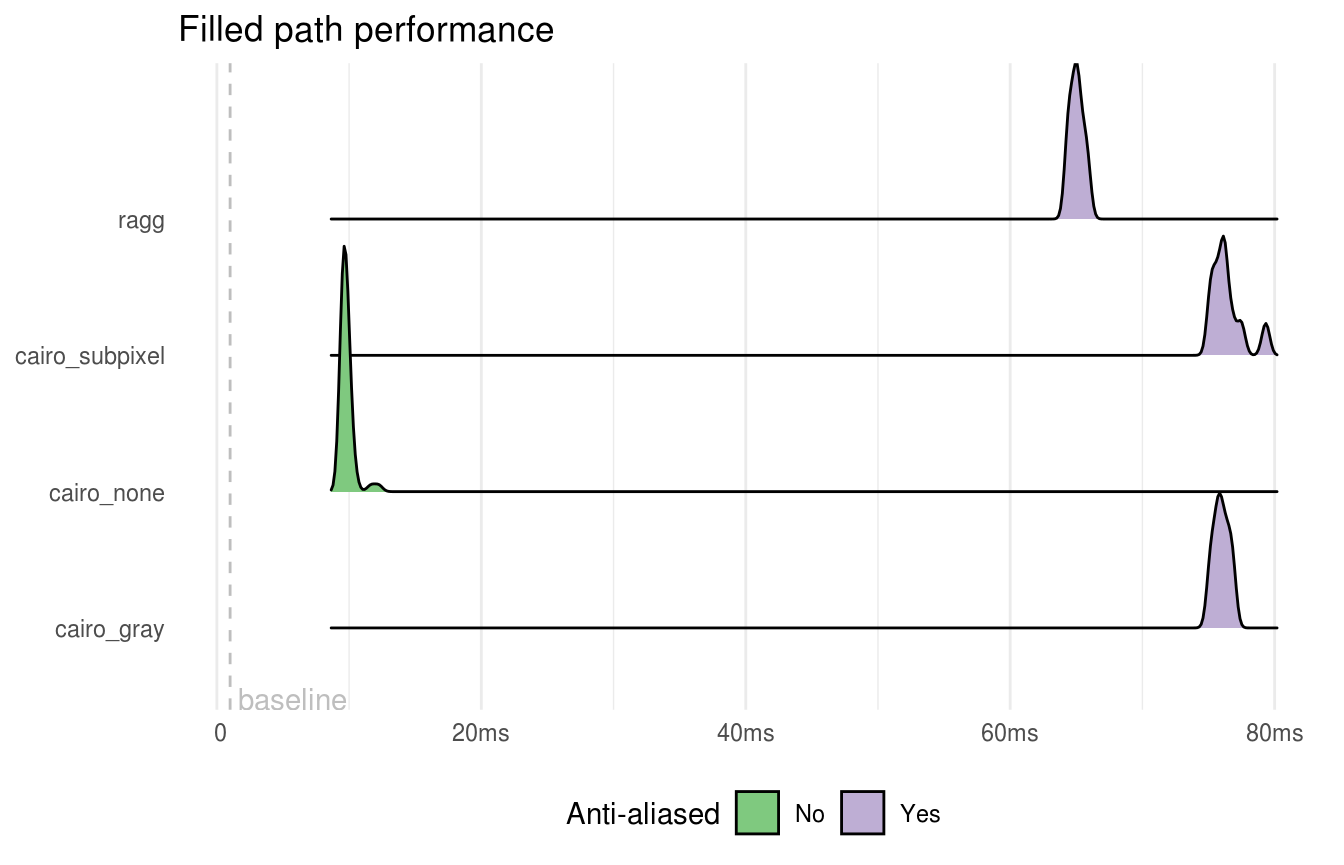 Filled path performance
ragg
cairo_subpixel
cairo_none
cairo_gray
baseline
0 20ms 40ms 60ms 80ms
Anti-aliased No Yes